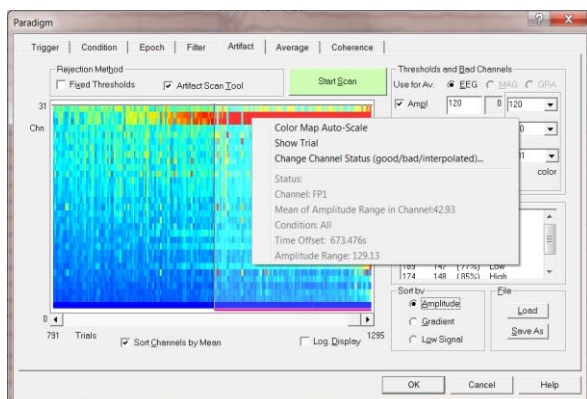 Paradigm
Trigger Condition Epoch Filter Artifact Average Coherence
Rejection Method
Fixed Thresholds Artifact Scan Tool
Start Scan
Thresholds and Bad Channels
Use for Av. EEG MAG GRA
Ampl 120 0 120
31
Chn
Color Map Auto-Scale
Show Trial
Change Channel Status (good/bad/interpolated)...
Status:
Channel: FP1
Mean of Amplitude Range in Channel:42.93
Condition: All
Time Offset: 673.476s
Amplitude Range: 129.13
color
174 148 (85%) High
Sort by
Amplitude
Gradient
Low Signal
File
Load
Save As
0
791 Trials 1295
Sort Channels by Mean Log. Display
OK Cancel Help